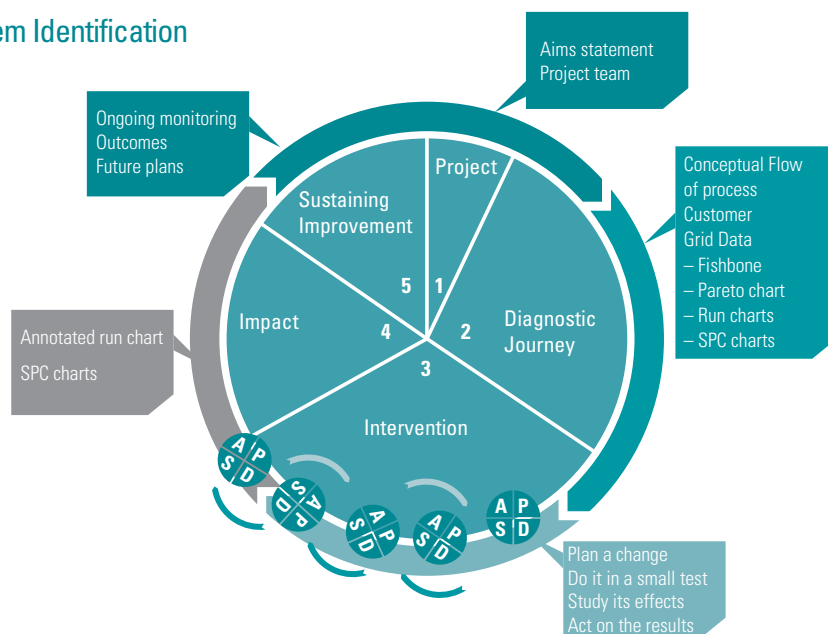 em Identification
Aims statement
Project team
Ongoing monitoring
Outcomes
Future plans
Conceptual Flow
of process
Customer
Grid Data
– Fishbone
– Pareto chart
– Run charts
– SPC charts
Project
Sustaining
Improvement
5
1
Impact
4
2
Diagnostic
Journey
3
Intervention
Annotated run chart
SPC charts
A P
S D
A P
S D
A P
S D
A P
S D
A P
S D
Plan a change
Do it in a small test
Study its effects
Act on the results